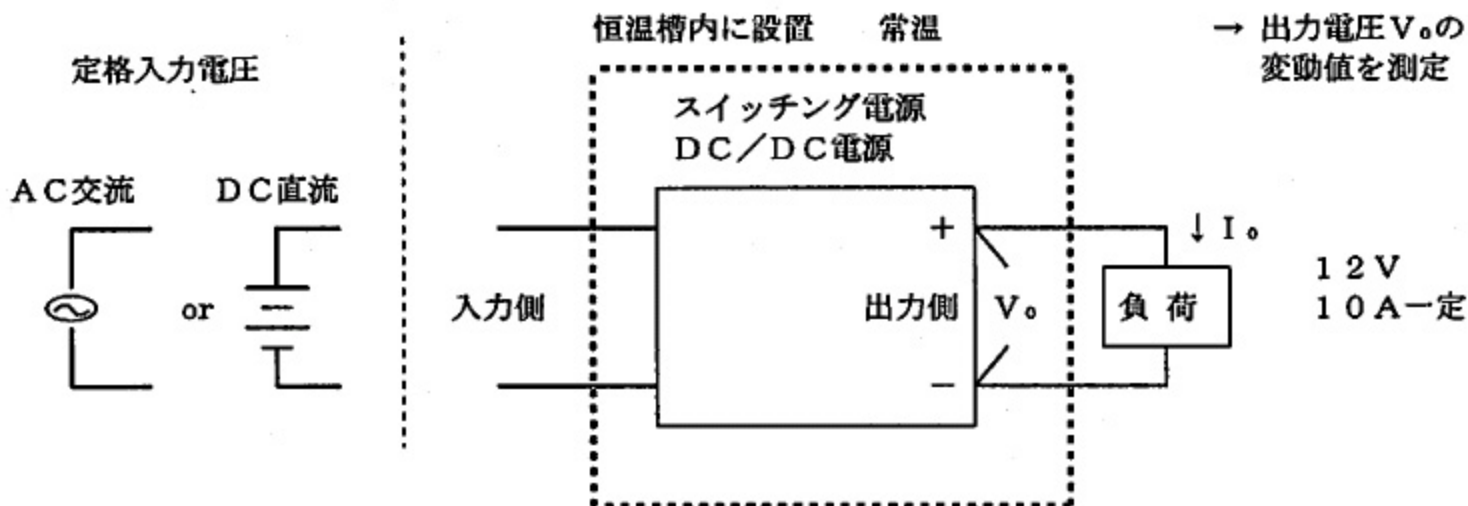 恒温槽内に設置 常温
→ 出力電圧Ｖ₀の
変動値を測定
定格入力電圧
スイッチング電源
ＤＣ／ＤＣ電源
ＡＣ交流
ＤＣ直流
or
入力側
＋
出力側
－
Ｖ₀
↓Ｉ₀
負 荷
１２Ｖ
１０Ａ一定